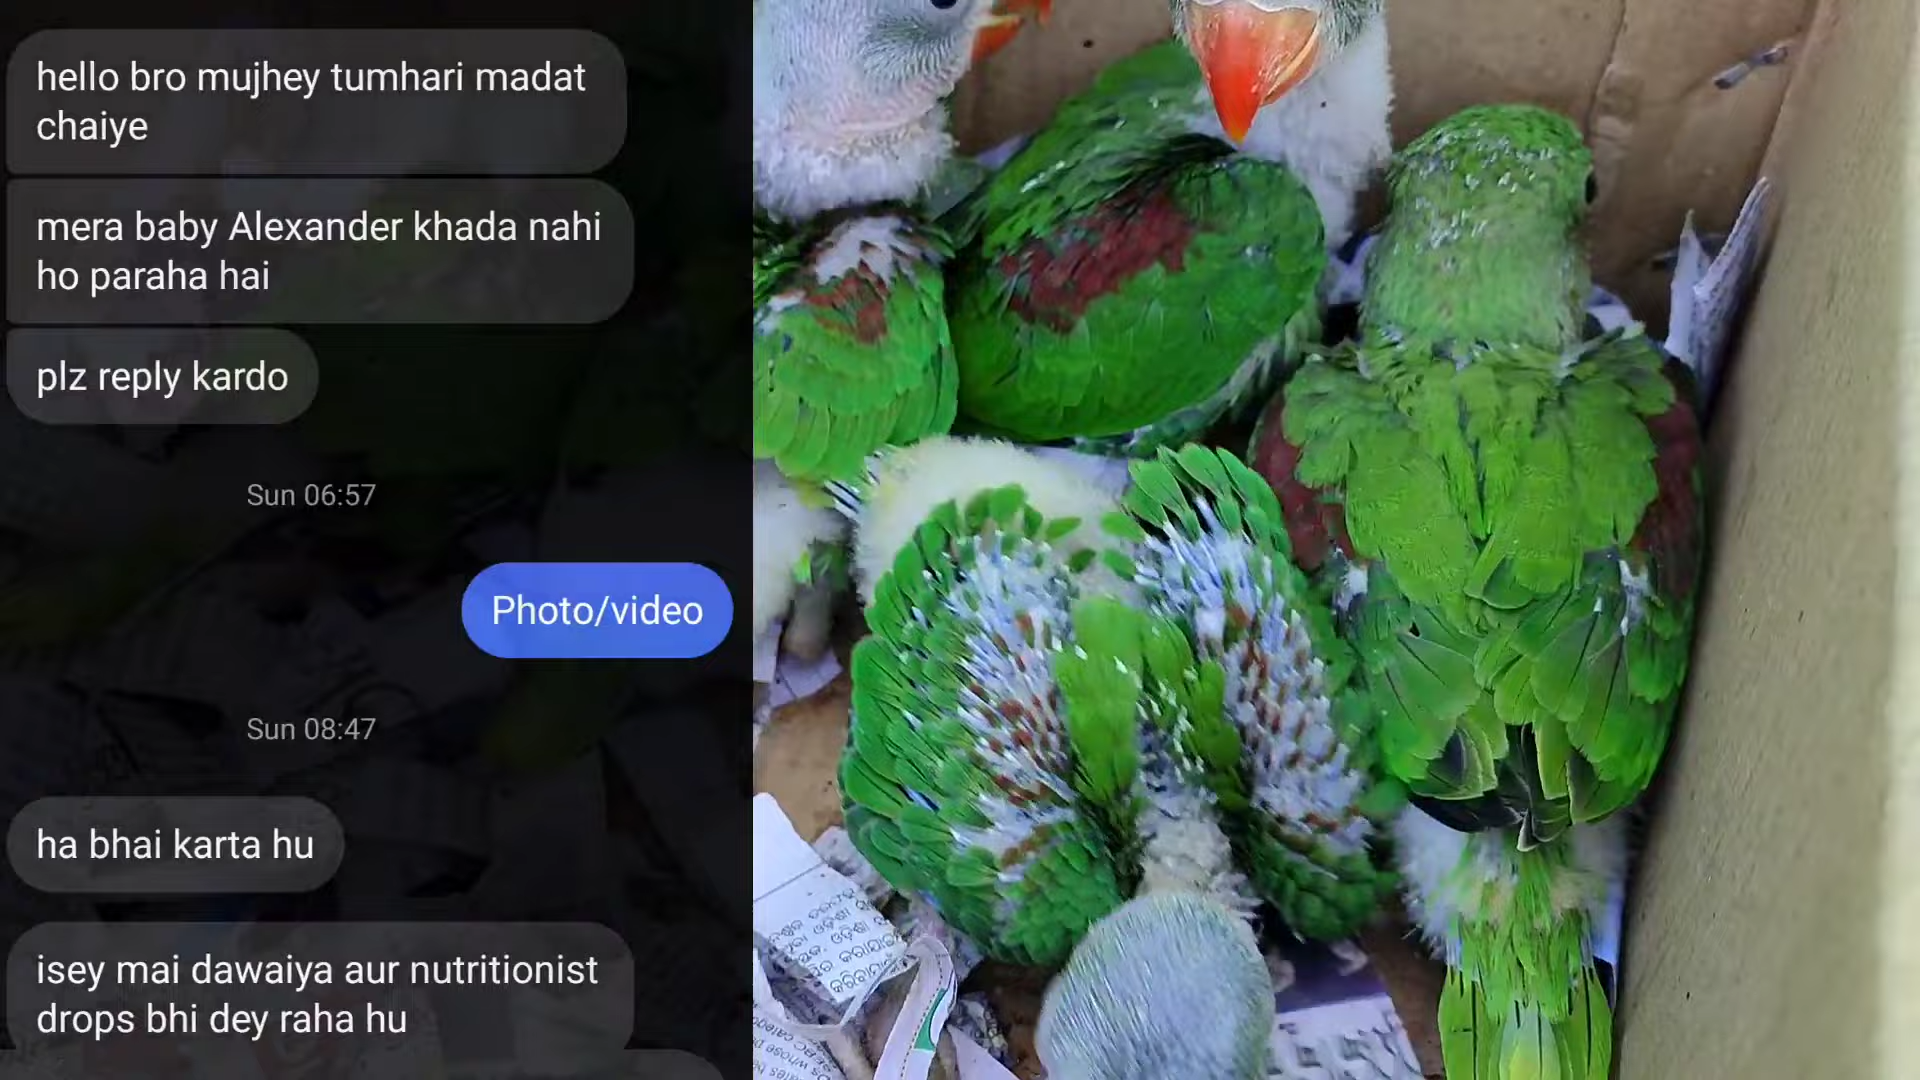 hello bro mujhey tumhari madat
chaiye
mera baby Alexander khada nahi
ho paraha hai
plz reply kardo
Sun 06:57
Photo/video
Sun 08:47
ha bhai karta hu
isey mai dawaiya aur nutritionist
drops bhi dey raha hu